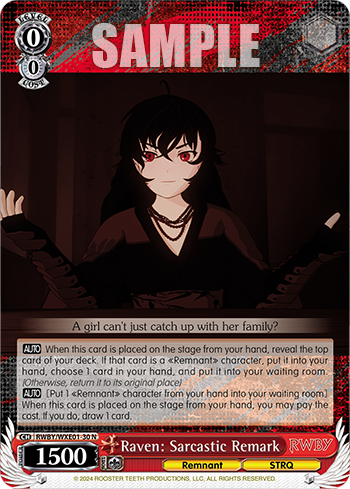 LEVEL
0
SAMPLE
0
COST
A girl can't just catch up with her family?
AUTO When this card is placed on the stage from your hand, reveal the top
card of your deck. If that card is a «Remnant» character, put it into your
hand, choose 1 card in your hand, and put it into your waiting room.
(Otherwise, return it to its original place)
AUTO [Put 1 «Remnant» character from your hand into your waiting room]
When this card is placed on the stage from your hand, you may pay the
cost. If you do, draw 1 card.
RWBY/WXE01-30 N
POWER
1500
Raven: Sarcastic Remark
RWBY
Remnant
STRQ
© 2024 ROOSTER TEETH PRODUCTIONS, LLC, ALL RIGHTS RESERVED.